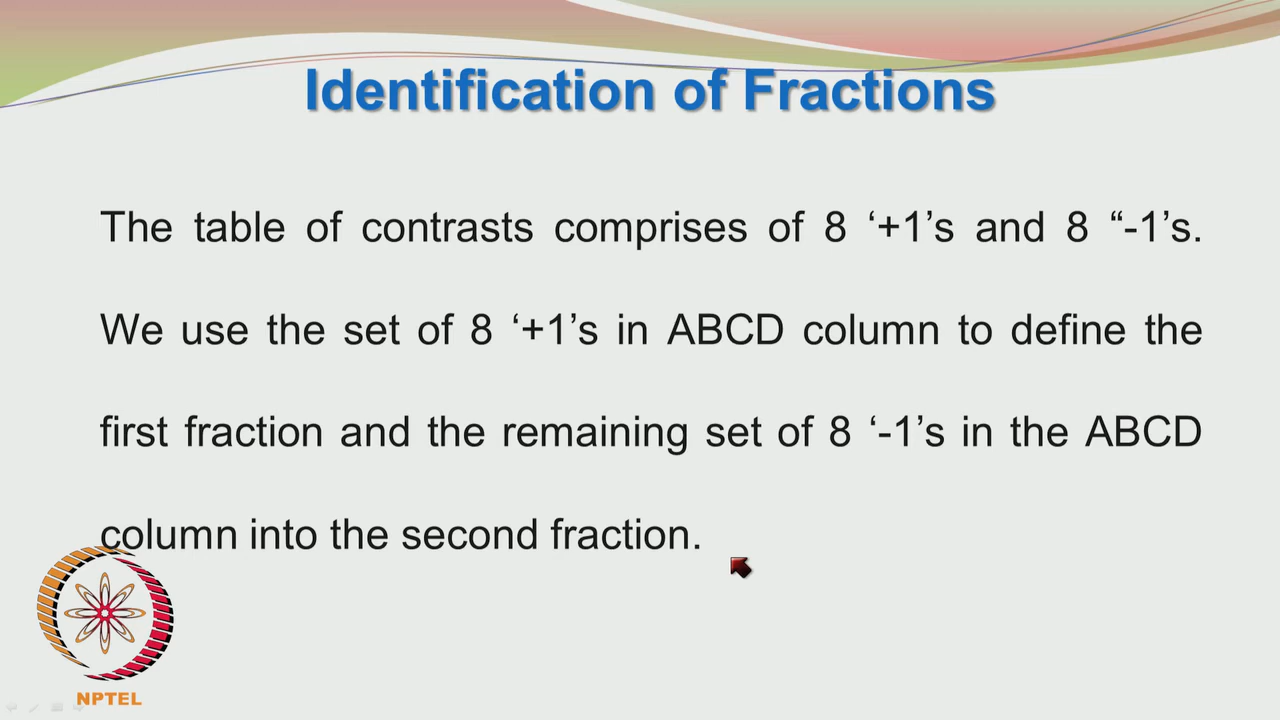 Identification of Fractions
The table of contrasts comprises of 8 ‘+1’s and 8 “-1’s.
We use the set of 8 ‘+1’s in ABCD column to define the
first fraction and the remaining set of 8 ‘-1’s in the ABCD
column into the second fraction.
NPTEL